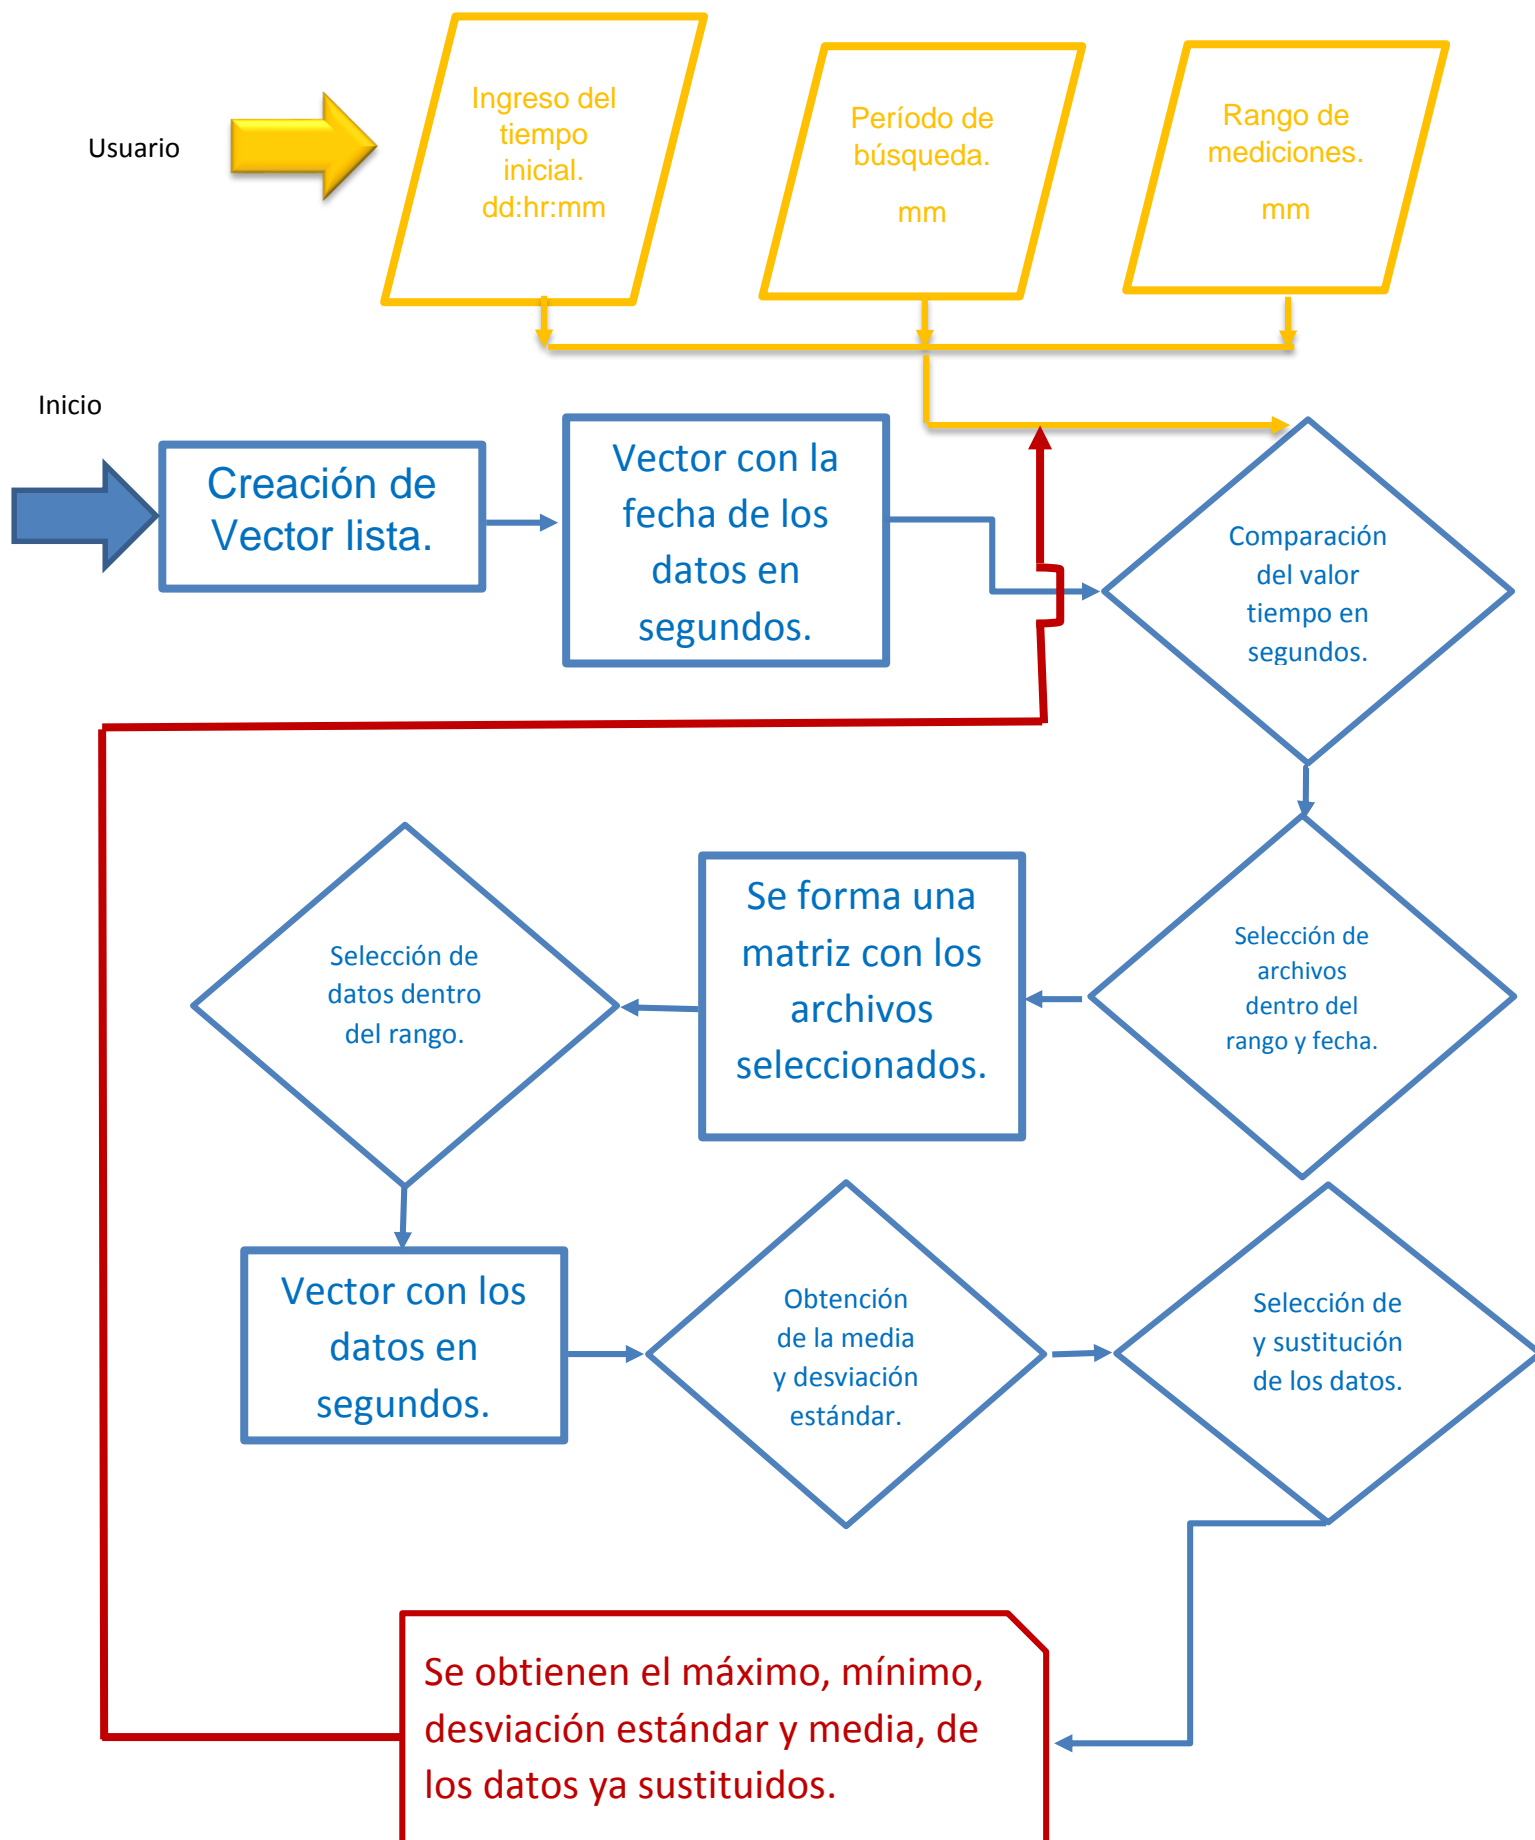 Usuario
Ingreso del
tiempo
inicial.
dd:hr:mm
Período de
búsqueda.
mm
Rango de
mediciones.
mm
Inicio
Creación de
Vector lista.
Vector con la
fecha de los
datos en
segundos.
Comparación
del valor
tiempo en
segundos.
Selección de
archivos
dentro del
rango y fecha.
Se forma una
matriz con los
archivos
seleccionados.
Selección de
datos dentro
del rango.
Vector con los
datos en
segundos.
Obtención
de la media
y desviación
estándar.
Selección de
y sustitución
de los datos.
Se obtienen el máximo, mínimo,
desviación estándar y media, de
los datos ya sustituidos.